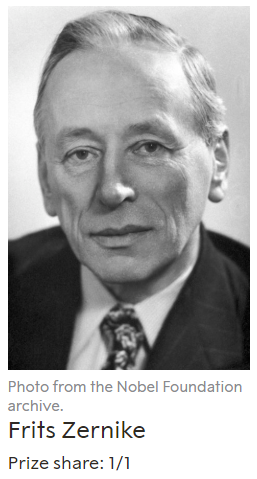 Photo from the Nobel Foundation
archive.
Frits Zernike
Prize share: 1/1